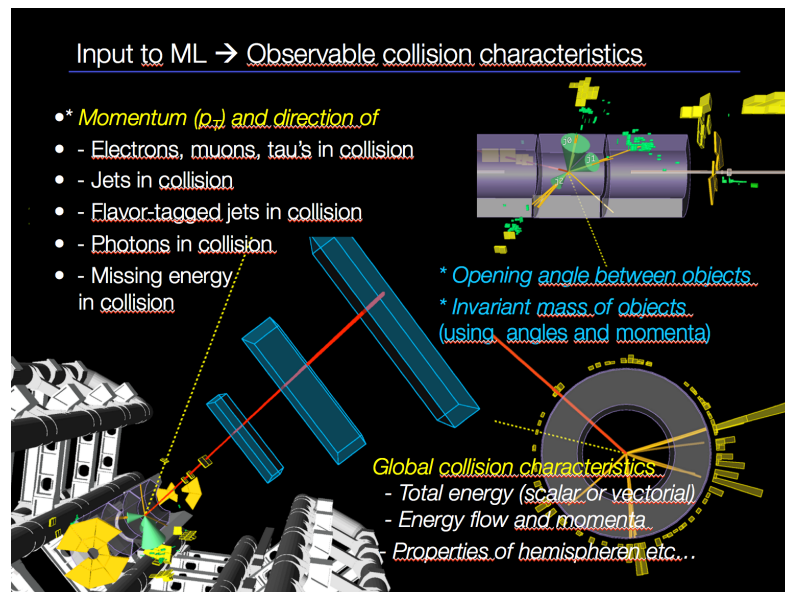 Input to ML → Observable collision characteristics
•* Momentum (pT) and direction of
• - Electrons, muons, tau's in collision
• - Jets in collision
• - Flavor-tagged jets in collision
• - Photons in collision
• - Missing energy
in collision
j0
j1
j2
* Opening angle between objects
* Invariant mass of objects
(using angles and momenta)
Global collision characteristics
- Total energy (scalar or vectorial)
- Energy flow and momenta
- Properties of hemispheren etc...